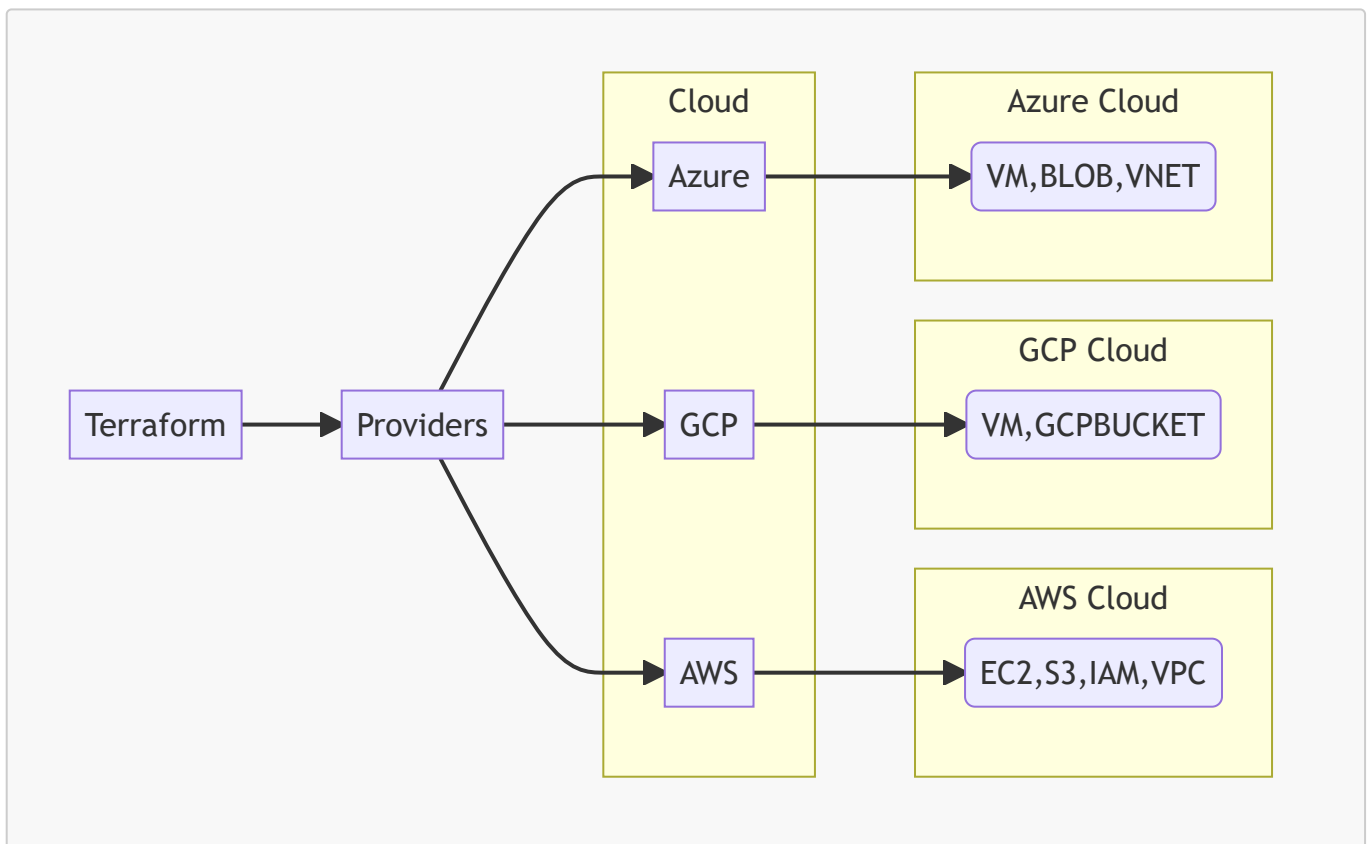 Cloud
Azure Cloud
Azure
VM,BLOB,VNET
GCP Cloud
Terraform
Providers
GCP
VM,GCPBUCKET
AWS Cloud
AWS
EC2,S3,IAM,VPC